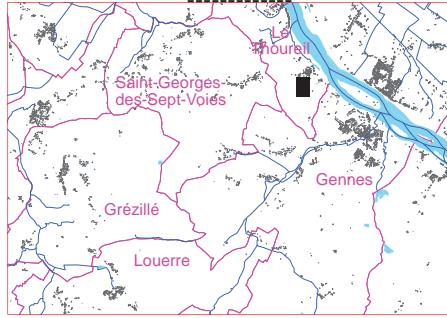 Le
Thoureil
Saint-Georges-
des-Sept-Voies
Gennes
Grézillé
Louerre